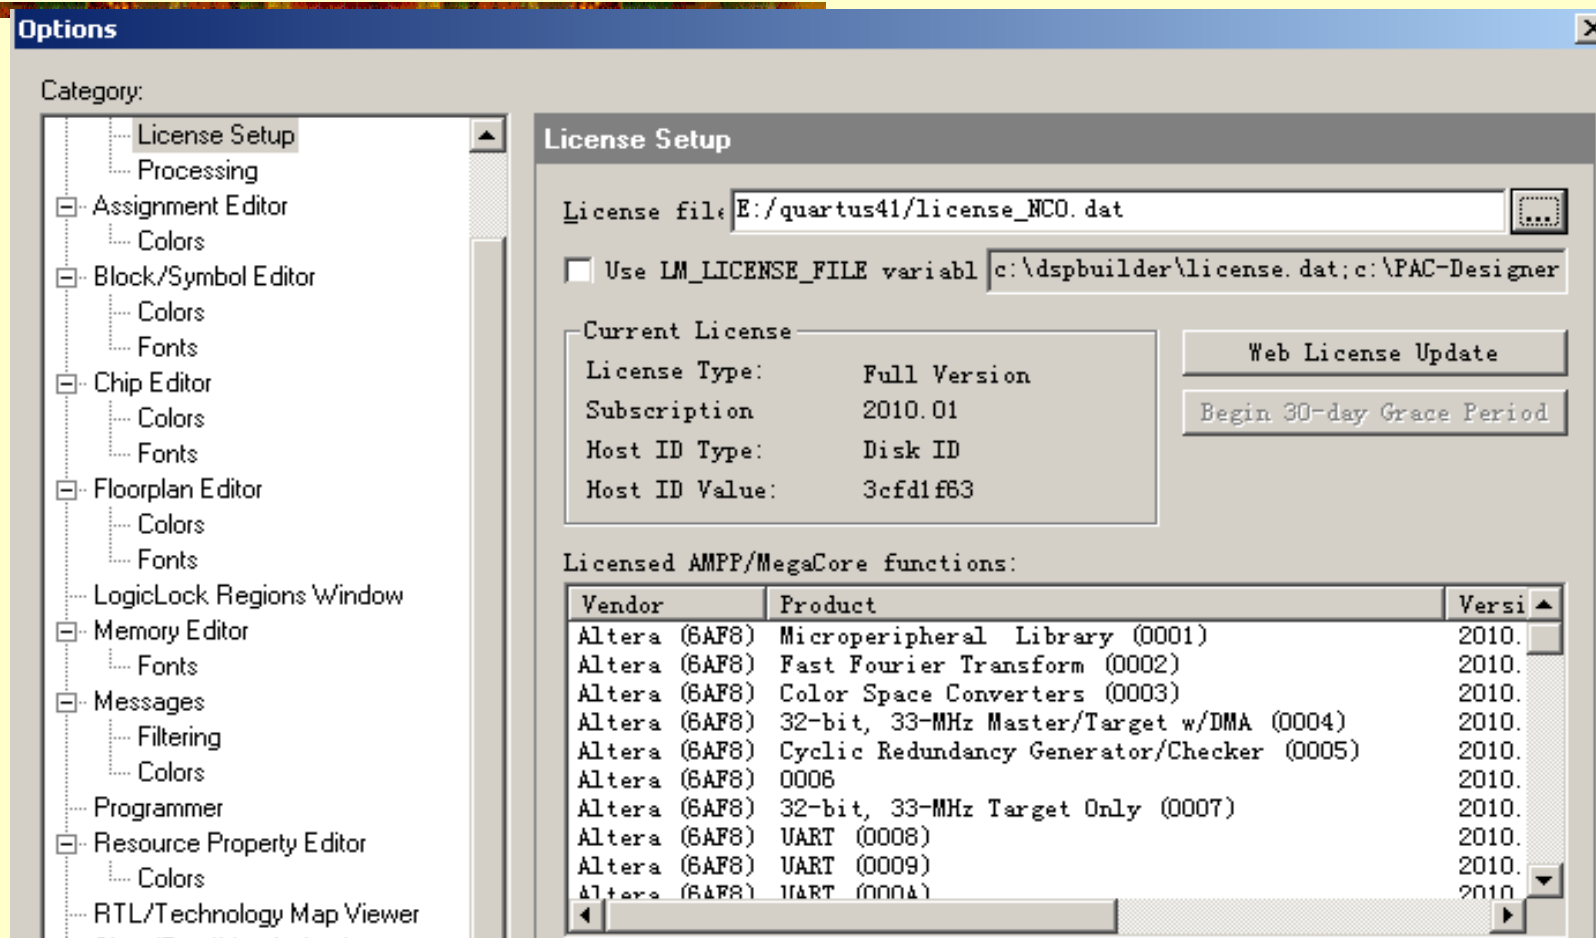 Options
Category:
License Setup
Processing
Assignment Editor
Colors
Block/Symbol Editor
Colors
Fonts
Chip Editor
Colors
Fonts
Floorplan Editor
Colors
Fonts
LogicLock Regions Window
Memory Editor
Fonts
Messages
Filtering
Colors
Programmer
Resource Property Editor
Colors
RTL/Technology Map Viewer
License Setup
License file E:/quartus41/license_NCO.dat
...
Use LM_LICENSE_FILE variabl c:\dspbuilder\license.dat;c:\PAC-Designer
Current License
License Type: Full Version
Subscription 2010.01
Host ID Type: Disk ID
Host ID Value: 3cfd1f63
Web License Update
Begin 30-day Grace Period
Licensed AMPP/MegaCore functions:
Vendor Product Versi
Altera (6AF8) Microperipheral Library (0001) 2010.
Altera (6AF8) Fast Fourier Transform (0002) 2010.
Altera (6AF8) Color Space Converters (0003) 2010.
Altera (6AF8) 32-bit, 33-MHz Master/Target w/DMA (0004) 2010.
Altera (6AF8) Cyclic Redundancy Generator/Checker (0005) 2010.
Altera (6AF8) 0006 2010.
Altera (6AF8) 32-bit, 33-MHz Target Only (0007) 2010.
Altera (6AF8) UART (0008) 2010.
Altera (6AF8) UART (0009) 2010.
Altera (6AF8) UART (000A) 2010